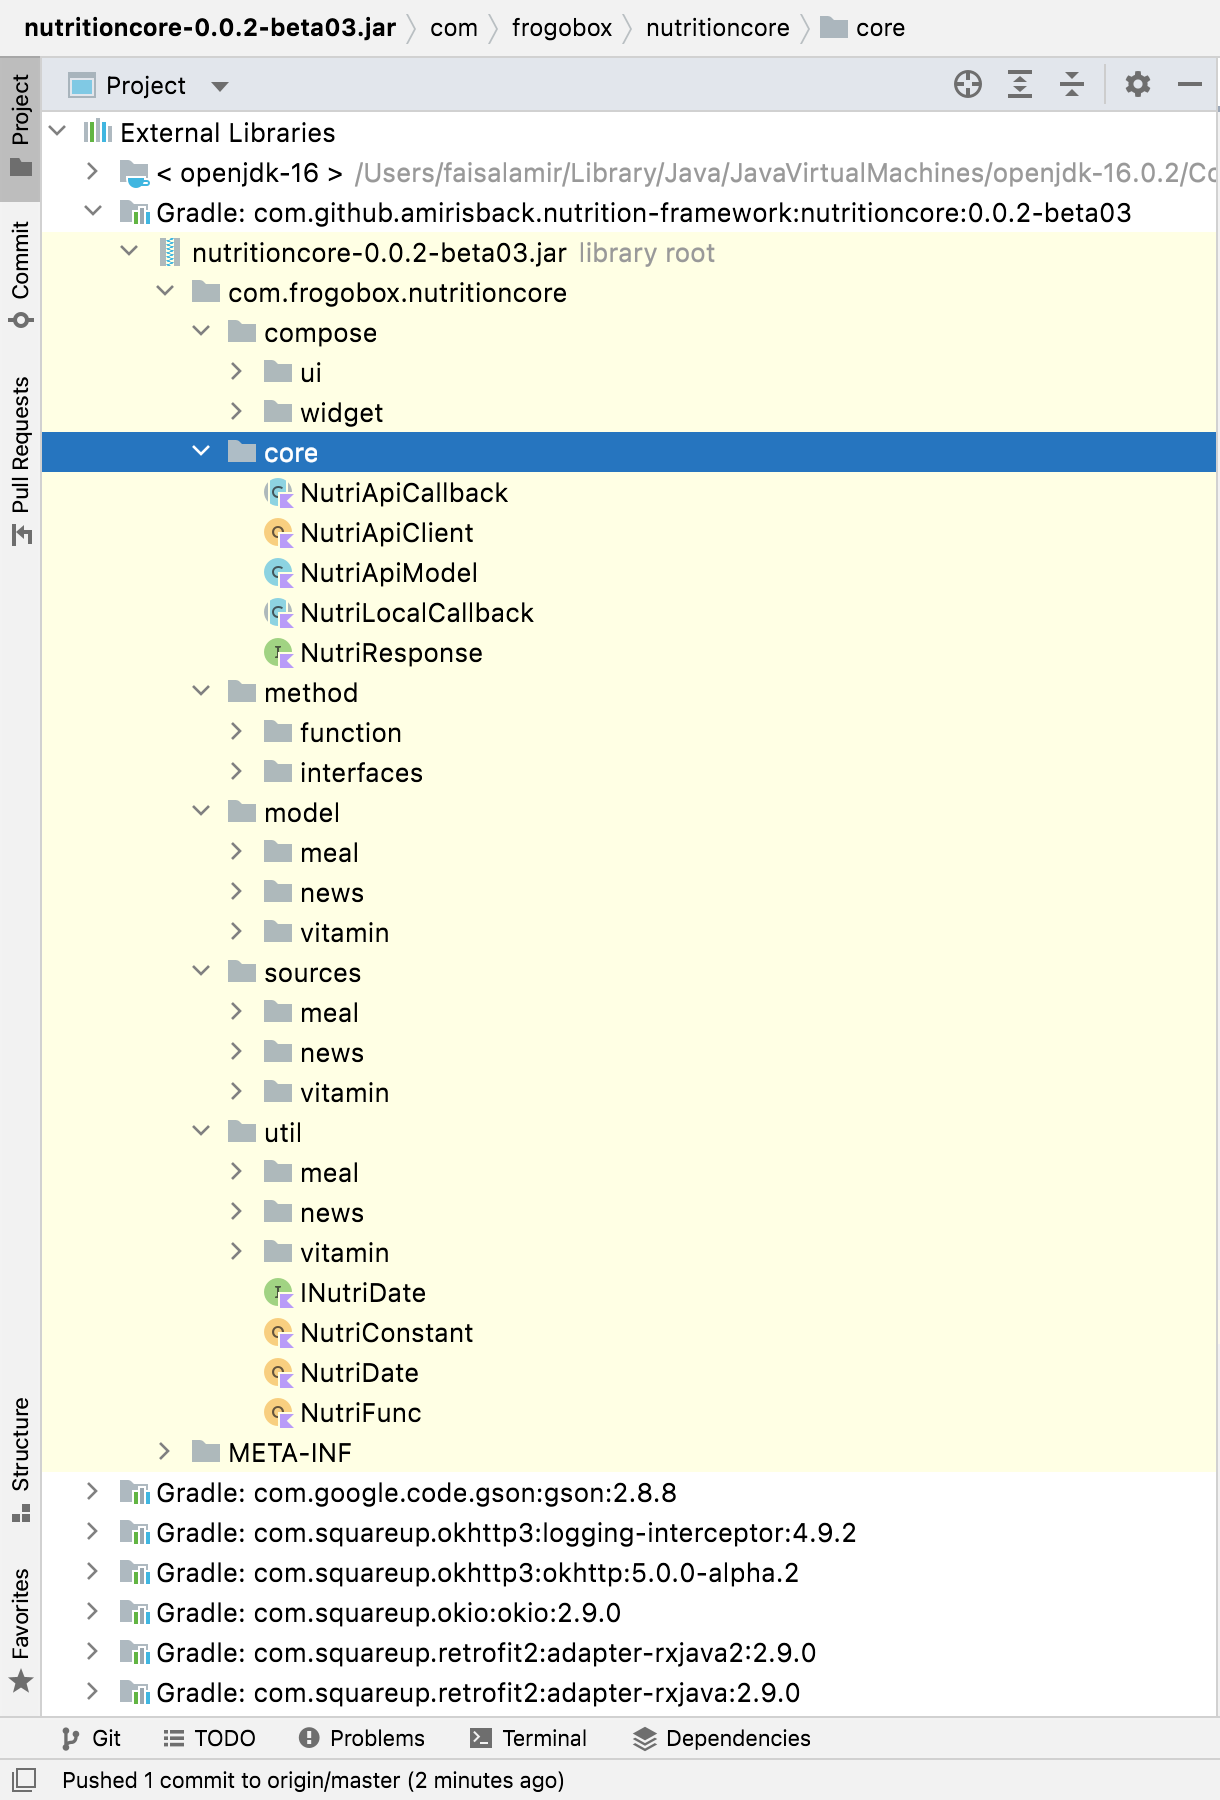 nutritioncore-0.0.2-beta03.jar com frogobox nutritioncore core
Project
Project
Commit
Pull Requests
Structure
Favorites
External Libraries
< openjdk-16 > /Users/faisalamir/Library/Java/JavaVirtualMachines/openjdk-16.0.2/Co
Gradle: com.github.amirisback.nutrition-framework:nutritioncore:0.0.2-beta03
nutritioncore-0.0.2-beta03.jar library root
com.frogobox.nutritioncore
compose
ui
widget
core
NutriApiCallback
NutriApiClient
NutriApiModel
NutriLocalCallback
NutriResponse
method
function
interfaces
model
meal
news
vitamin
sources
meal
news
vitamin
util
meal
news
vitamin
INutriDate
NutriConstant
NutriDate
NutriFunc
META-INF
Gradle: com.google.code.gson:gson:2.8.8
Gradle: com.squareup.okhttp3:logging-interceptor:4.9.2
Gradle: com.squareup.okhttp3:okhttp:5.0.0-alpha.2
Gradle: com.squareup.okio:okio:2.9.0
Gradle: com.squareup.retrofit2:adapter-rxjava2:2.9.0
Gradle: com.squareup.retrofit2:adapter-rxjava:2.9.0
Git TODO Problems Terminal Dependencies
Pushed 1 commit to origin/master (2 minutes ago)